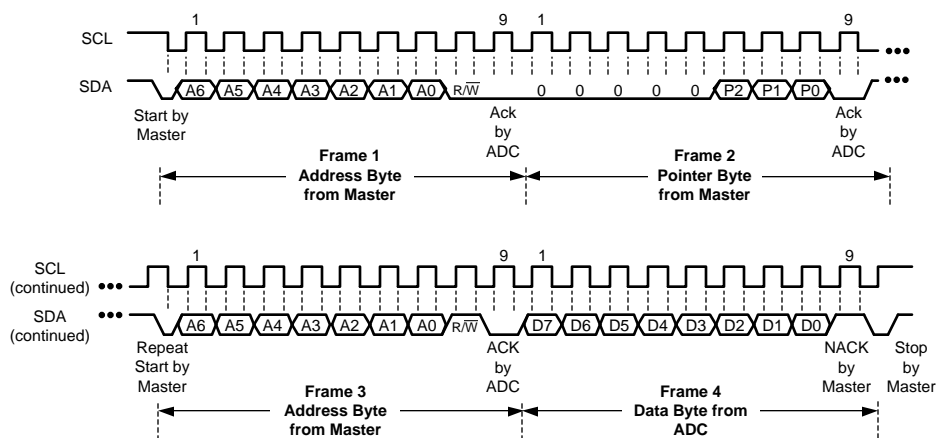 1 9 1 9
SCL
SDA A6 A5 A4 A3 A2 A1 A0 R/W 0 0 0 0 0 P2 P1 P0
Start by
Master
Ack
by
ADC
Ack
by
ADC
Frame 1
Address Byte
from Master
Frame 2
Pointer Byte
from Master
1 9 1 9
SCL
(continued)
SDA
(continued)
A6 A5 A4 A3 A2 A1 A0 R/W D7 D6 D5 D4 D3 D2 D1 D0
Repeat
Start by
Master
ACK
by
ADC
NACK
by
Master
Stop
by
Master
Frame 3
Address Byte
from Master
Frame 4
Data Byte from
ADC